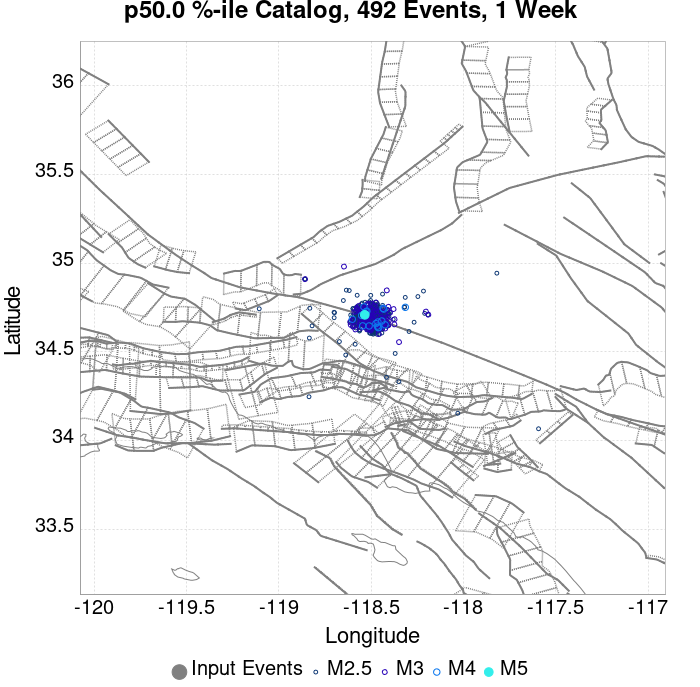 p50.0 %-ile Catalog, 492 Events, 1 Week
36
35.5
35
34.5
34
33.5
Latitude
-120
-119.5
-119
-118.5
-118
-117.5
-117
Longitude
Input Events
M2.5
M3
M4
M5